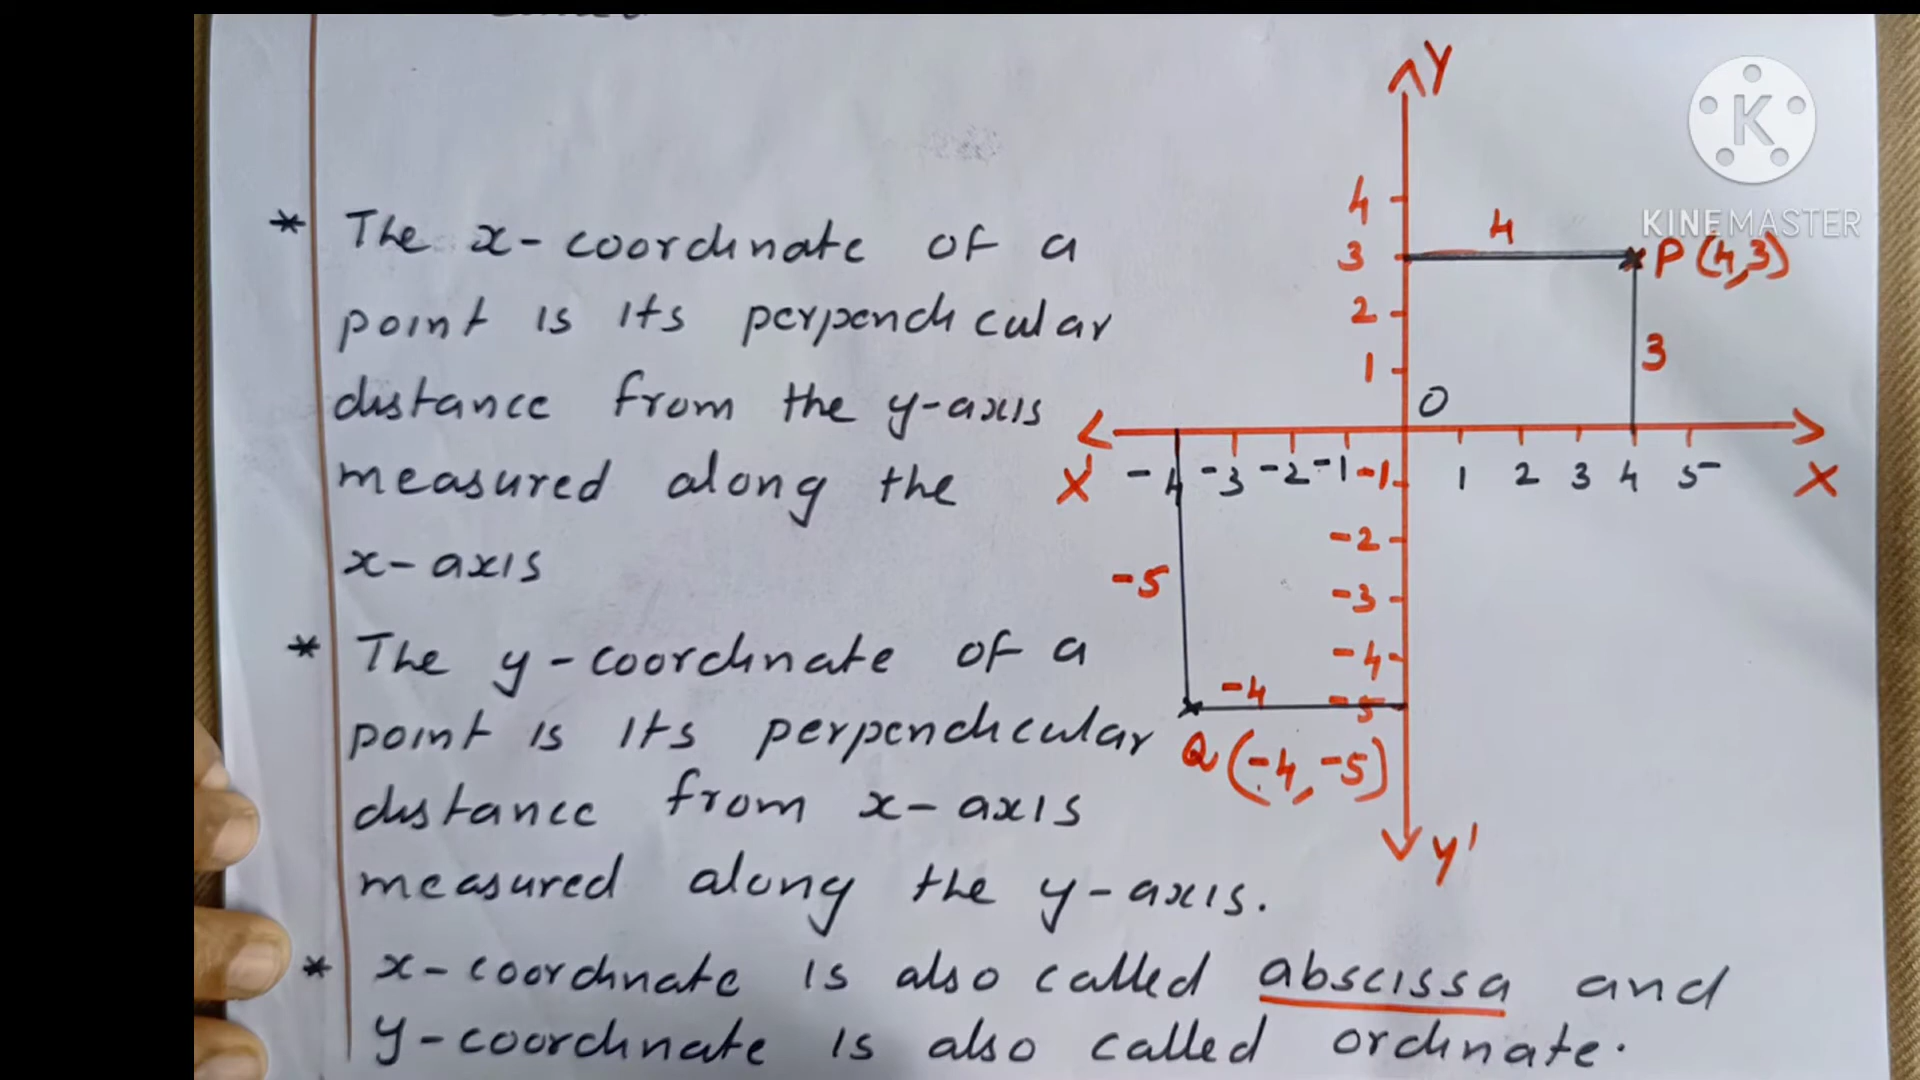 * The x-coordinate of a
point is its perpendicular
distance from the y-axis
measured along the
x-axis
* The y-coordinate of a
point is its perpendicular
distance from x-axis
measured along the y-axis.
* x-coordinate is also called abscissa and
y-coordinate is also called ordinate.
Y
K
KINEMASTER
4
4
3
P (4,3)
2
3
1
O
X' -4 -3 -2 -1 -1 1 2 3 4 5 X
-2
-5
-3
-4
-4
-5
Q (-4, -5)
Y'